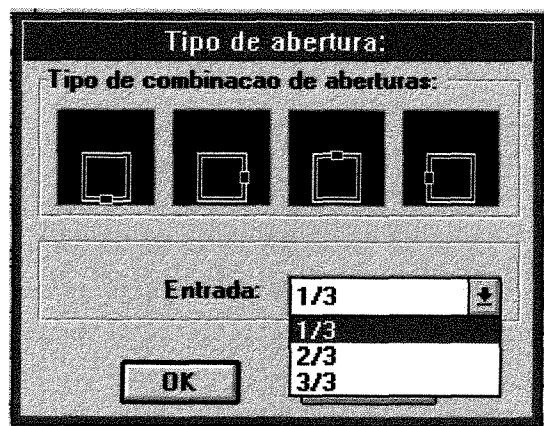 Tipo de abertura:
Tipo de combinacao de aberturas:
Entrada:
1/3
1/3
2/3
3/3
OK